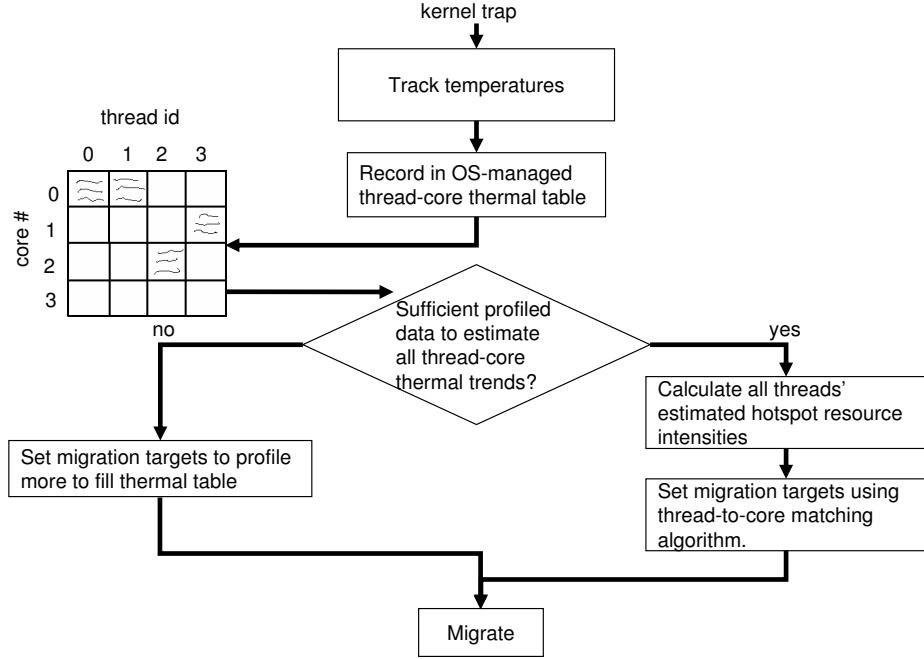 kernel trap
Track temperatures
thread id
0 1 2 3
core #
0
1
2
3
Record in OS-managed
thread-core thermal table
Sufficient profiled
data to estimate
all thread-core
thermal trends?
no
yes
Set migration targets to profile
more to fill thermal table
Calculate all threads'
estimated hotspot resource
intensities
Set migration targets using
thread-to-core matching
algorithm.
Migrate